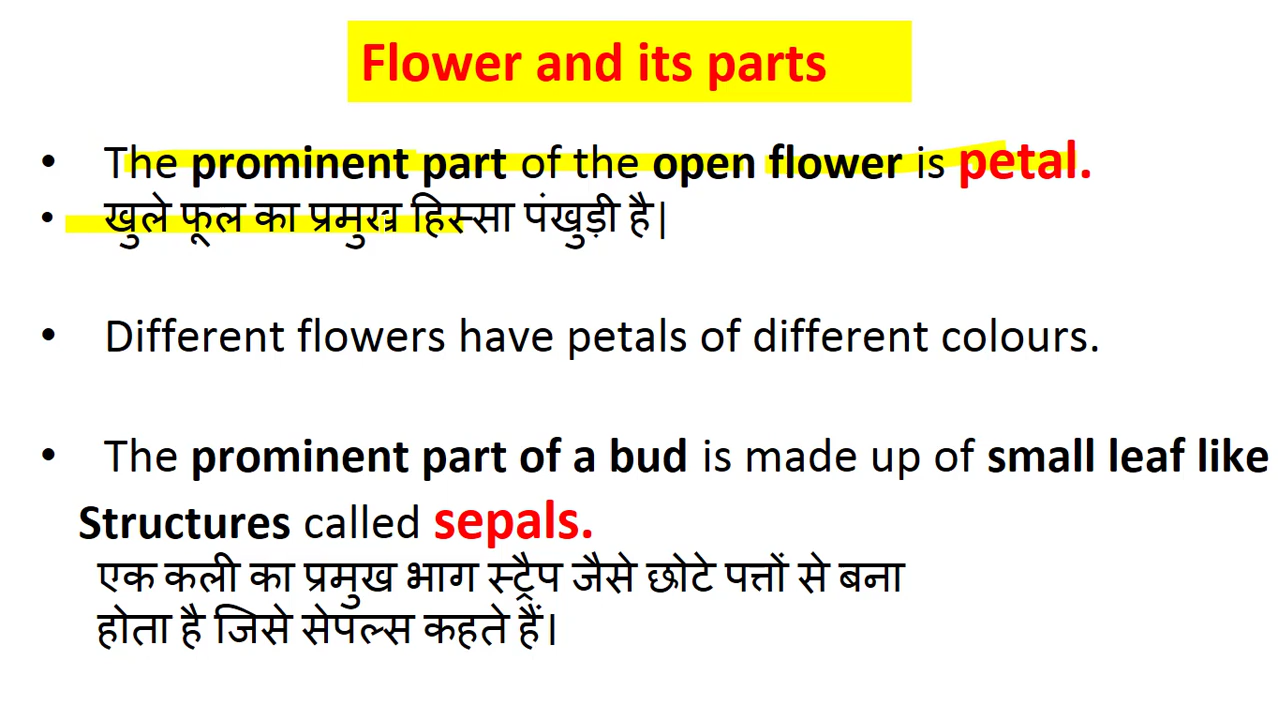 Flower and its parts
• The prominent part of the open flower is petal.
• खुले फूल का प्रमुख हिस्सा पंखुड़ी है|
• Different flowers have petals of different colours.
• The prominent part of a bud is made up of small leaf like
Structures called sepals.
एक कली का प्रमुख भाग स्ट्रैप जैसे छोटे पत्तों से बना
होता है जिसे सेपल्स कहते हैं।